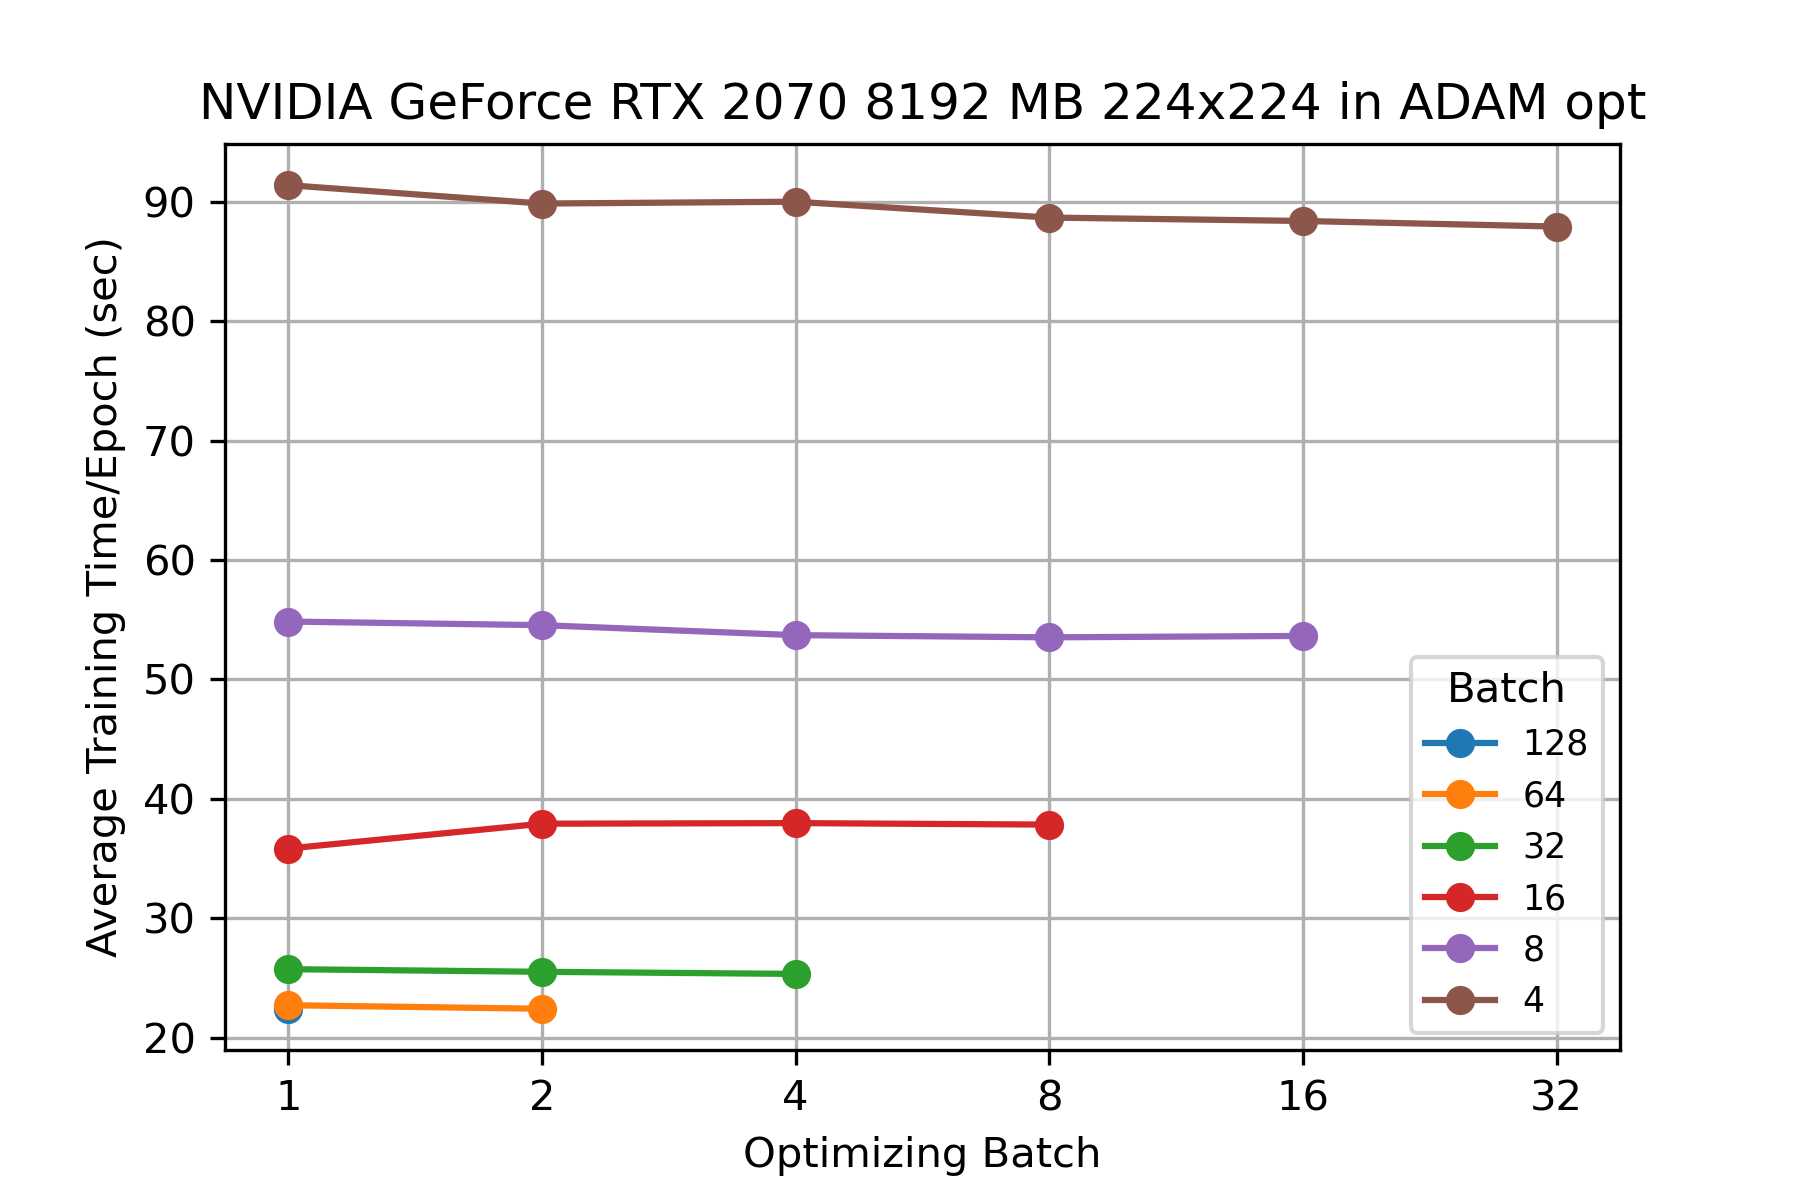 NVIDIA GeForce RTX 2070 8192 MB 224x224 in ADAM opt
Average Training Time/Epoch (sec)
90
80
70
60
50
40
30
20
1 2 4 8 16 32
Optimizing Batch
Batch
128
64
32
16
8
4